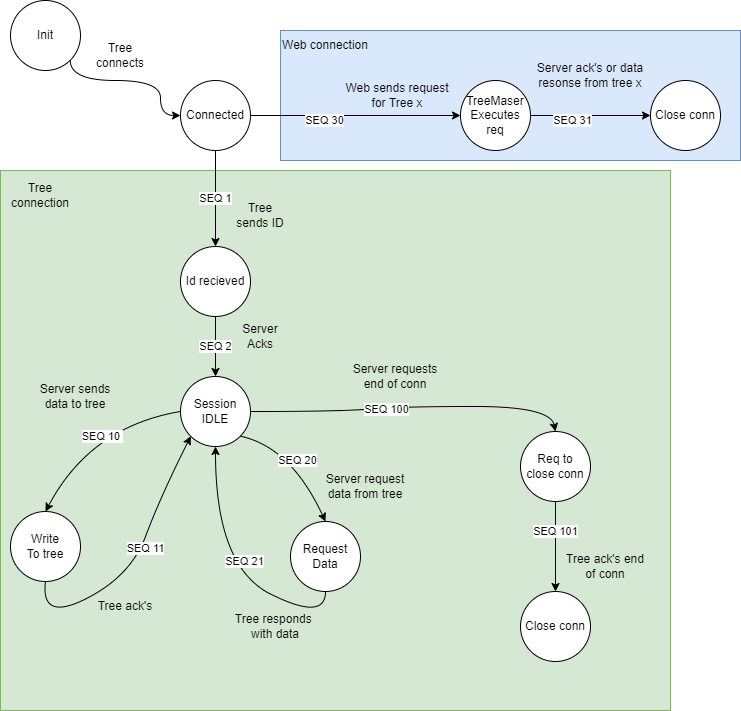 Init
Tree
connects
Web connection
Connected
SEQ 30
Web sends request
for Tree x
TreeMaser
Executes
req
Server ack's or data
resonse from tree x
SEQ 31
Close conn
Tree
connection
SEQ 1
Tree
sends ID
Id recieved
SEQ 2
Server
Acks
Session
IDLE
Server sends
data to tree
SEQ 10
Write
To tree
SEQ 11
Tree ack's
SEQ 20
Server request
data from tree
Request
Data
SEQ 21
Tree responds
with data
Server requests
end of conn
SEQ 100
Req to
close conn
SEQ 101
Tree ack's end
of conn
Close conn